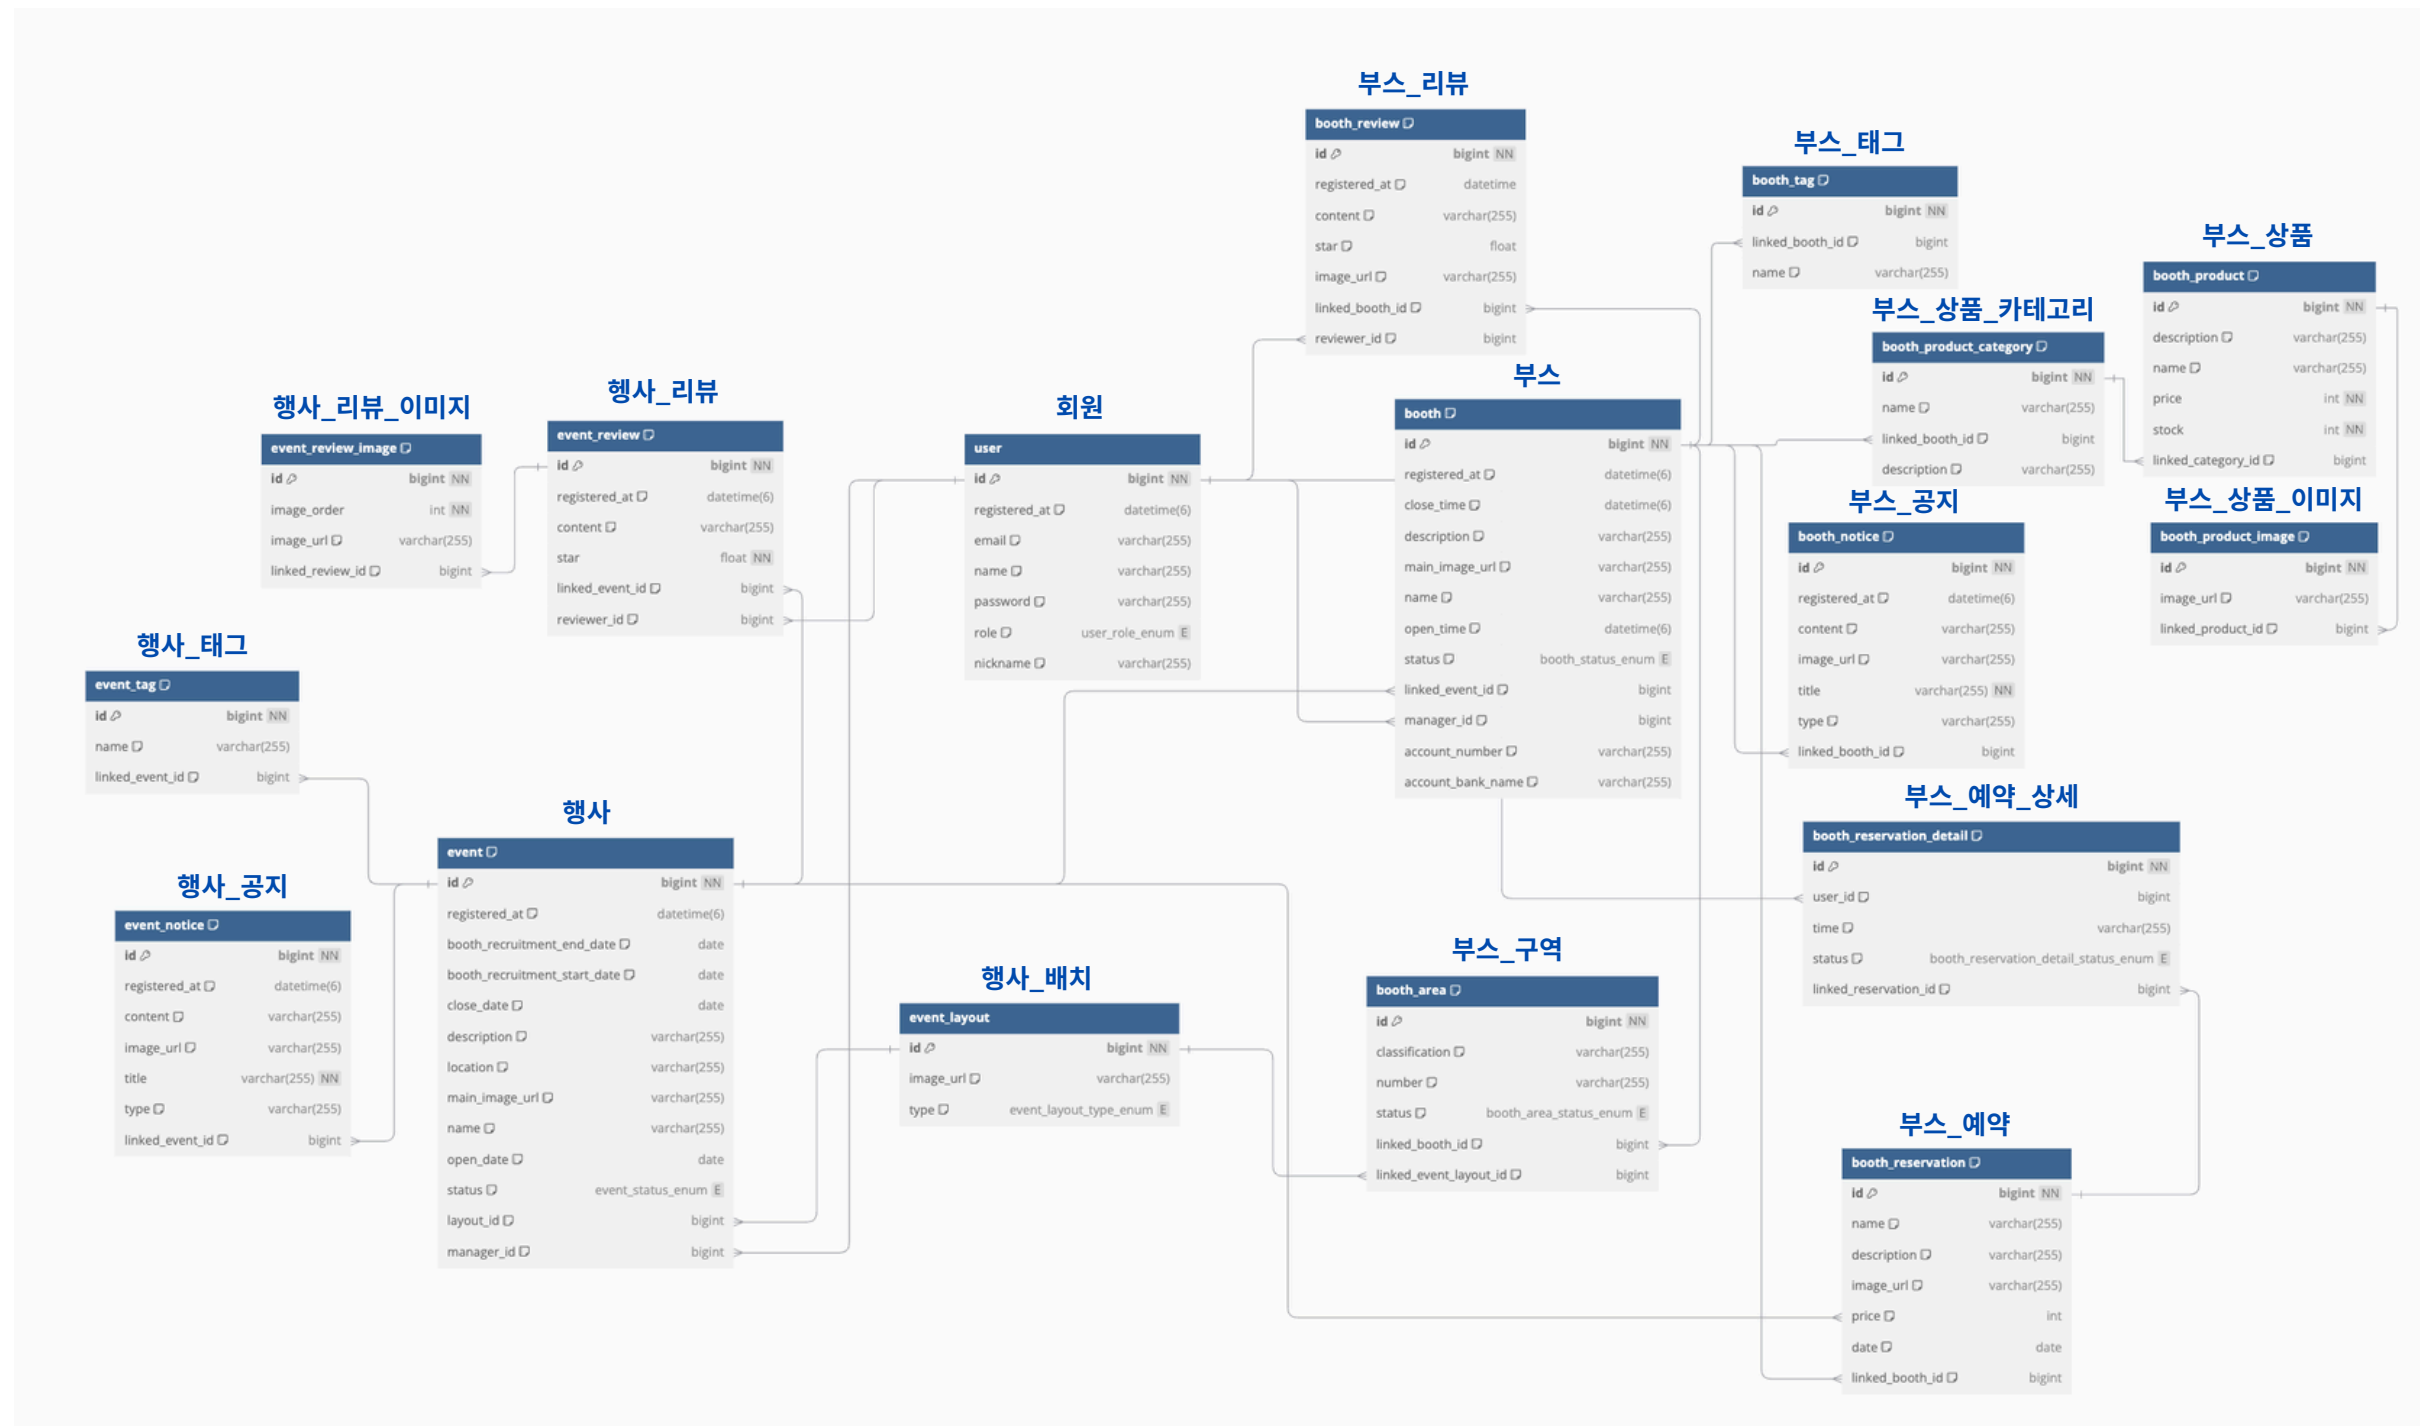 부스_리뷰
booth_review
id bigint NN
registered_at datetime
content varchar(255)
star float
image_url varchar(255)
linked_booth_id bigint
reviewer_id bigint
부스_태그
booth_tag
id bigint NN
linked_booth_id bigint
name varchar(255)
부스_상품
booth_product
id bigint NN
description varchar(255)
name varchar(255)
price int NN
stock int NN
linked_category_id bigint
부스_상품_카테고리
booth_product_category
id bigint NN
name varchar(255)
linked_booth_id bigint
description varchar(255)
행사_리뷰_이미지
event_review_image
id bigint NN
image_order int NN
image_url varchar(255)
linked_review_id bigint
헹사_리뷰
event_review
id bigint NN
registered_at datetime(6)
content varchar(255)
star float NN
linked_event_id bigint
reviewer_id bigint
회원
user
id bigint NN
registered_at datetime(6)
email varchar(255)
name varchar(255)
password varchar(255)
role user_role_enum E
nickname varchar(255)
부스
booth
id bigint NN
registered_at datetime(6)
close_time datetime(6)
description varchar(255)
main_image_url varchar(255)
name varchar(255)
open_time datetime(6)
status booth_status_enum E
linked_event_id bigint
manager_id bigint
account_number varchar(255)
account_bank_name varchar(255)
부스_공지
booth_notice
id bigint NN
registered_at datetime(6)
content varchar(255)
image_url varchar(255)
title varchar(255) NN
type varchar(255)
linked_booth_id bigint
부스_상품_이미지
booth_product_image
id bigint NN
image_url varchar(255)
linked_product_id bigint
행사_태그
event_tag
id bigint NN
name varchar(255)
linked_event_id bigint
행사
event
id bigint NN
registered_at datetime(6)
booth_recruitment_end_date date
booth_recruitment_start_date date
close_date date
description varchar(255)
location varchar(255)
main_image_url varchar(255)
name varchar(255)
open_date date
status event_status_enum E
layout_id bigint
manager_id bigint
행사_공지
event_notice
id bigint NN
registered_at datetime(6)
content varchar(255)
image_url varchar(255)
title varchar(255) NN
type varchar(255)
linked_event_id bigint
행사_배치
event_layout
id bigint NN
image_url varchar(255)
type event_layout_type_enum E
부스_구역
booth_area
id bigint NN
classification varchar(255)
number varchar(255)
status booth_area_status_enum E
linked_booth_id bigint
linked_event_layout_id bigint
부스_예약_상세
booth_reservation_detail
id bigint NN
user_id bigint
time varchar(255)
status booth_reservation_detail_status_enum E
linked_reservation_id bigint
부스_예약
booth_reservation
id bigint NN
name varchar(255)
description varchar(255)
image_url varchar(255)
price int
date date
linked_booth_id bigint